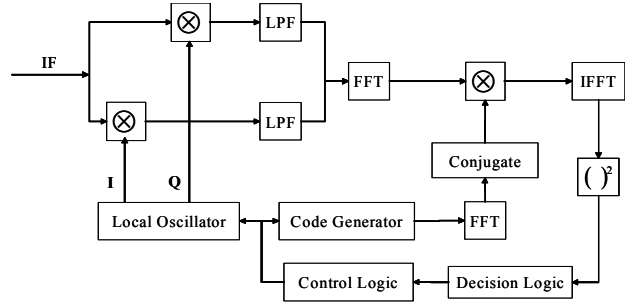 LPF
IF
FFT
IFFT
LPF
Conjugate
( )²
I
Q
Local Oscillator
Code Generator
FFT
Control Logic
Decision Logic